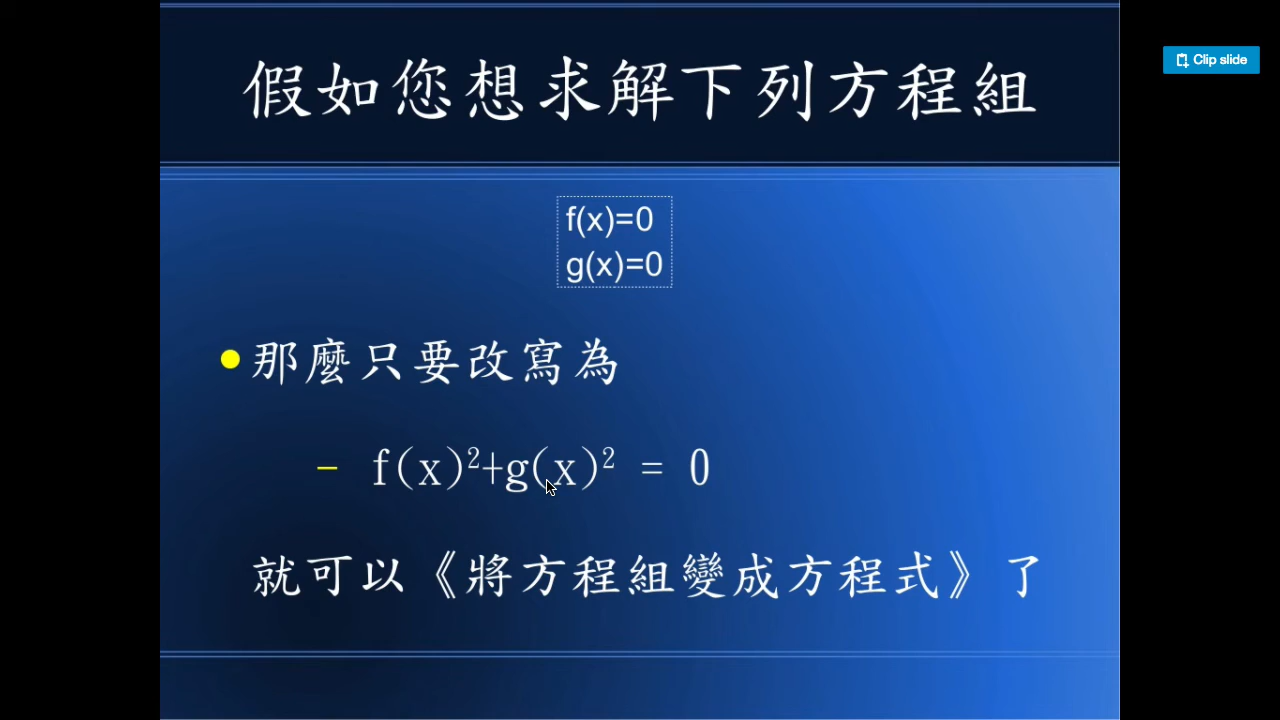 假如您想求解下列方程組
Clip slide
f(x)=0
g(x)=0
那麼只要改寫為
– f(x)²+g(x)² = 0
就可以《將方程組變成方程式》了